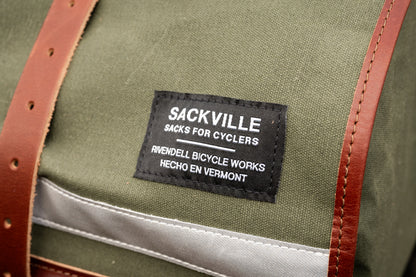 SACKVILLE
SACKS FOR CYCLERS
RIVENDELL BICYCLE WORKS
HECHO EN VERMONT